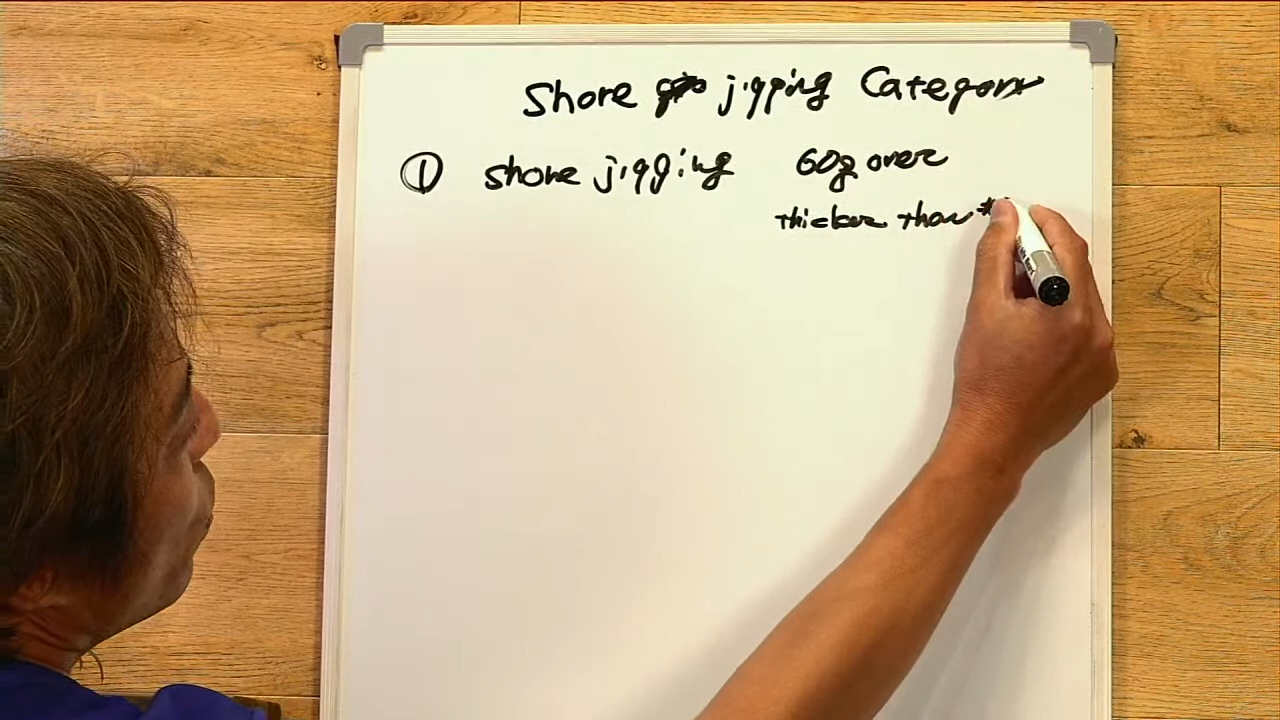 Shore jigging Category
① shore jigging 60g over
thicker than #